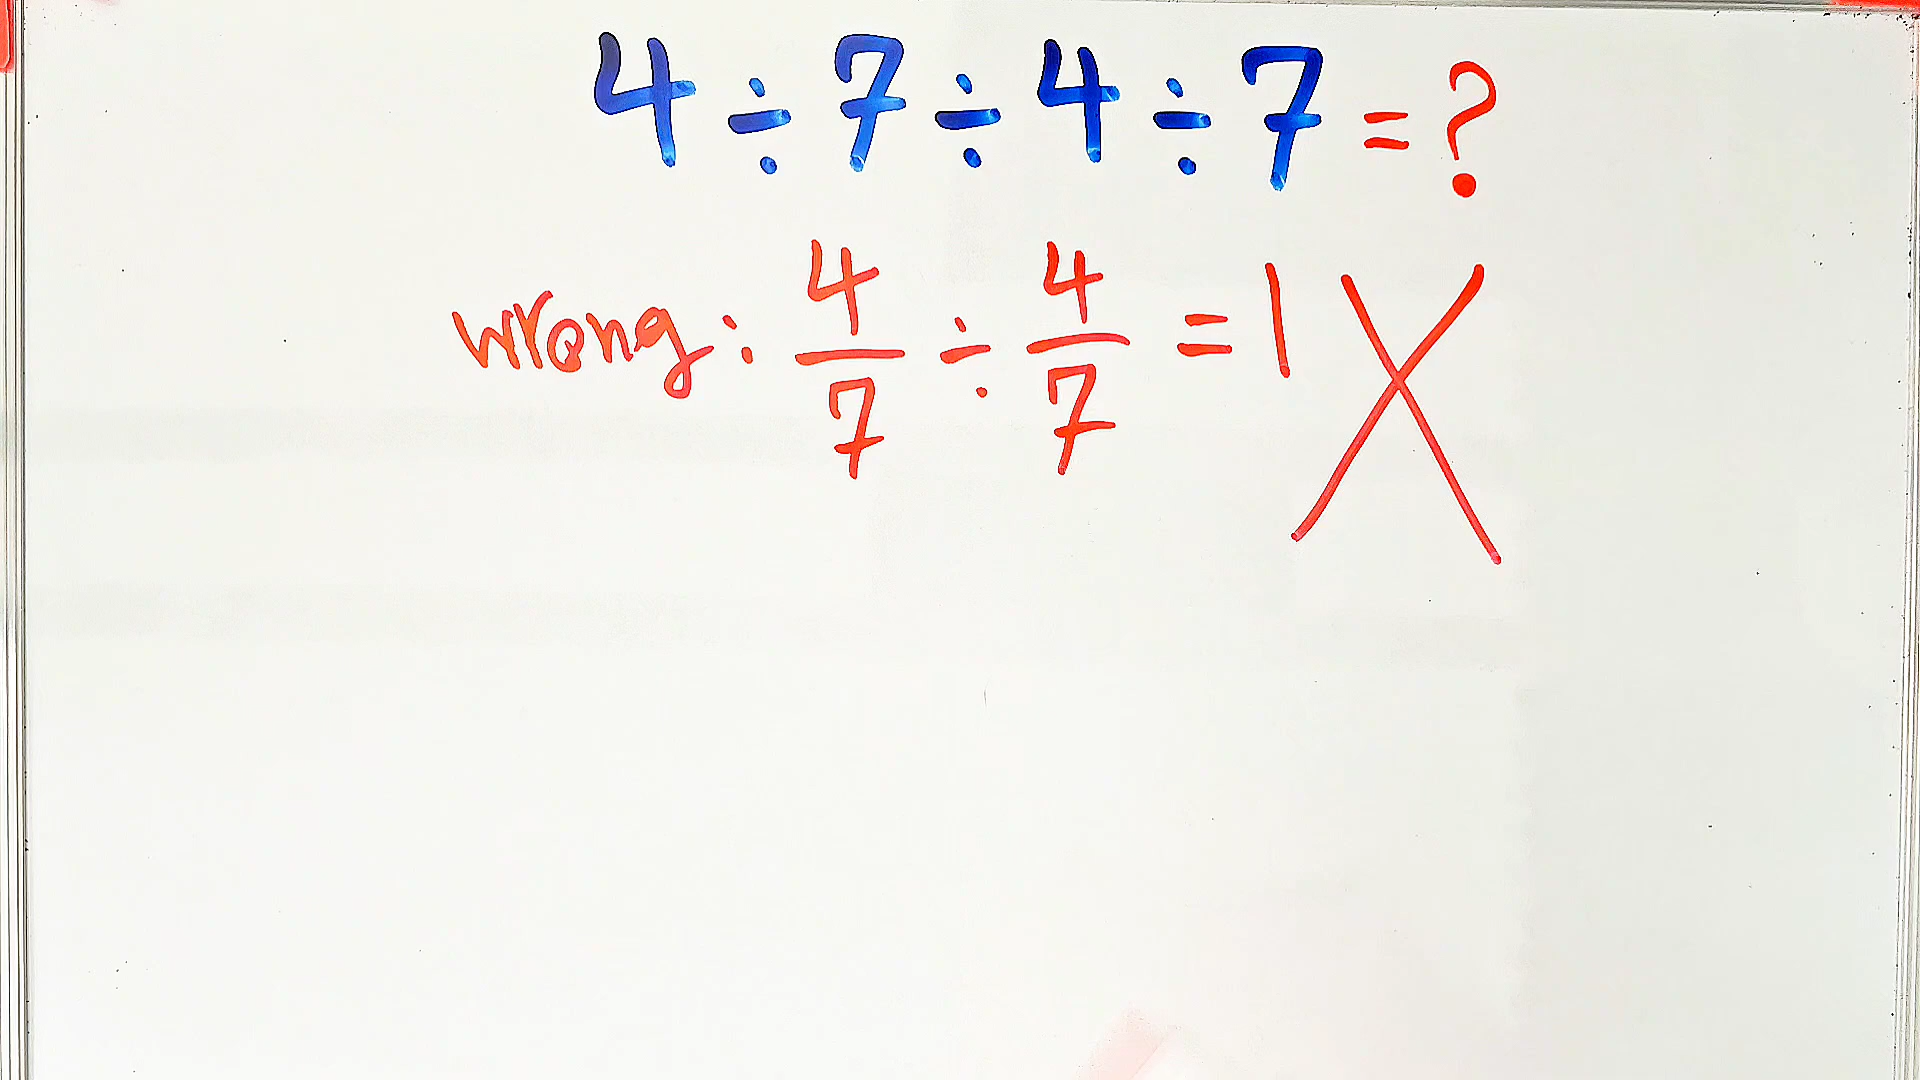 4 ÷ 7 ÷ 4 ÷ 7 = ?
wrong: 4/7 ÷ 4/7 = 1 X